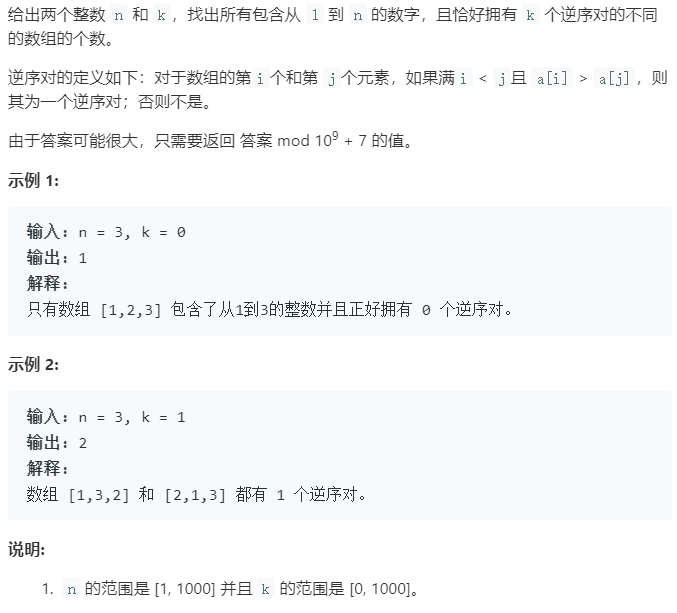 给出两个整数 n 和 k，找出所有包含从 1 到 n 的数字，且恰好拥有 k 个逆序对的不同
的数组的个数。
逆序对的定义如下：对于数组的第 i 个和第 j 个元素，如果满 i < j 且 a[i] > a[j]，则
其为一个逆序对；否则不是。
由于答案可能很大，只需要返回 答案 mod 10⁹ + 7 的值。
示例 1:
输入: n = 3, k = 0
输出: 1
解释:
只有数组 [1,2,3] 包含了从1到3的整数并且正好拥有 0 个逆序对。
示例 2:
输入: n = 3, k = 1
输出: 2
解释:
数组 [1,3,2] 和 [2,1,3] 都有 1 个逆序对。
说明:
1. n 的范围是 [1, 1000] 并且 k 的范围是 [0, 1000]。